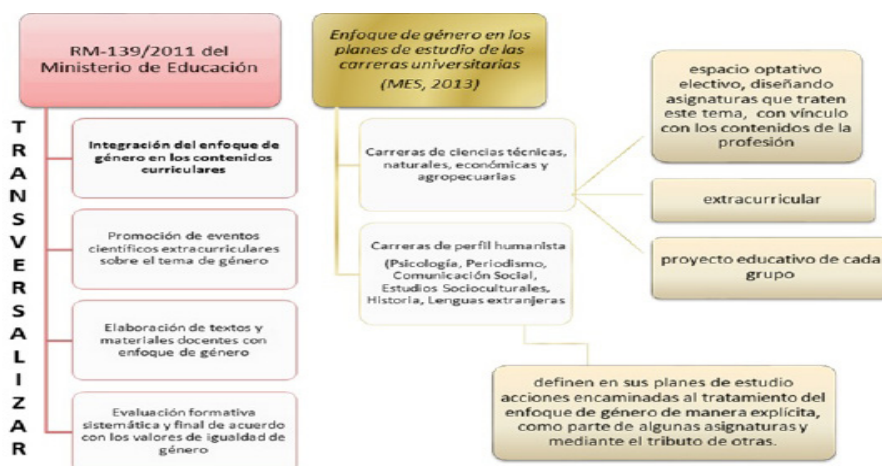 TRANSVERSALIZAR
RM-139/2011 del
Ministerio de Educación
Integración del enfoque de
género en los contenidos
curriculares
Promoción de eventos
científicos extracurriculares
sobre el tema de género
Elaboración de textos y
materiales docentes con
enfoque de género
Evaluación formativa
sistemática y final de acuerdo
con los valores de igualdad de
género
Enfoque de género en los
planes de estudio de las
carreras universitarias
(MES, 2013)
Carreras de ciencias técnicas,
naturales, económicas y
agropecuarias
Carreras de perfil humanista
(Psicología, Periodismo,
Comunicación Social,
Estudios Socioculturales,
Historia, Lenguas extranjeras
espacio optativo
electivo, diseñando
asignaturas que traten
este tema, con vínculo
con los contenidos de la
profesión
extracurricular
proyecto educativo de cada
grupo
definen en sus planes de estudio
acciones encaminadas al tratamiento del
enfoque de género de manera explícita,
como parte de algunas asignaturas y
mediante el tributo de otras.